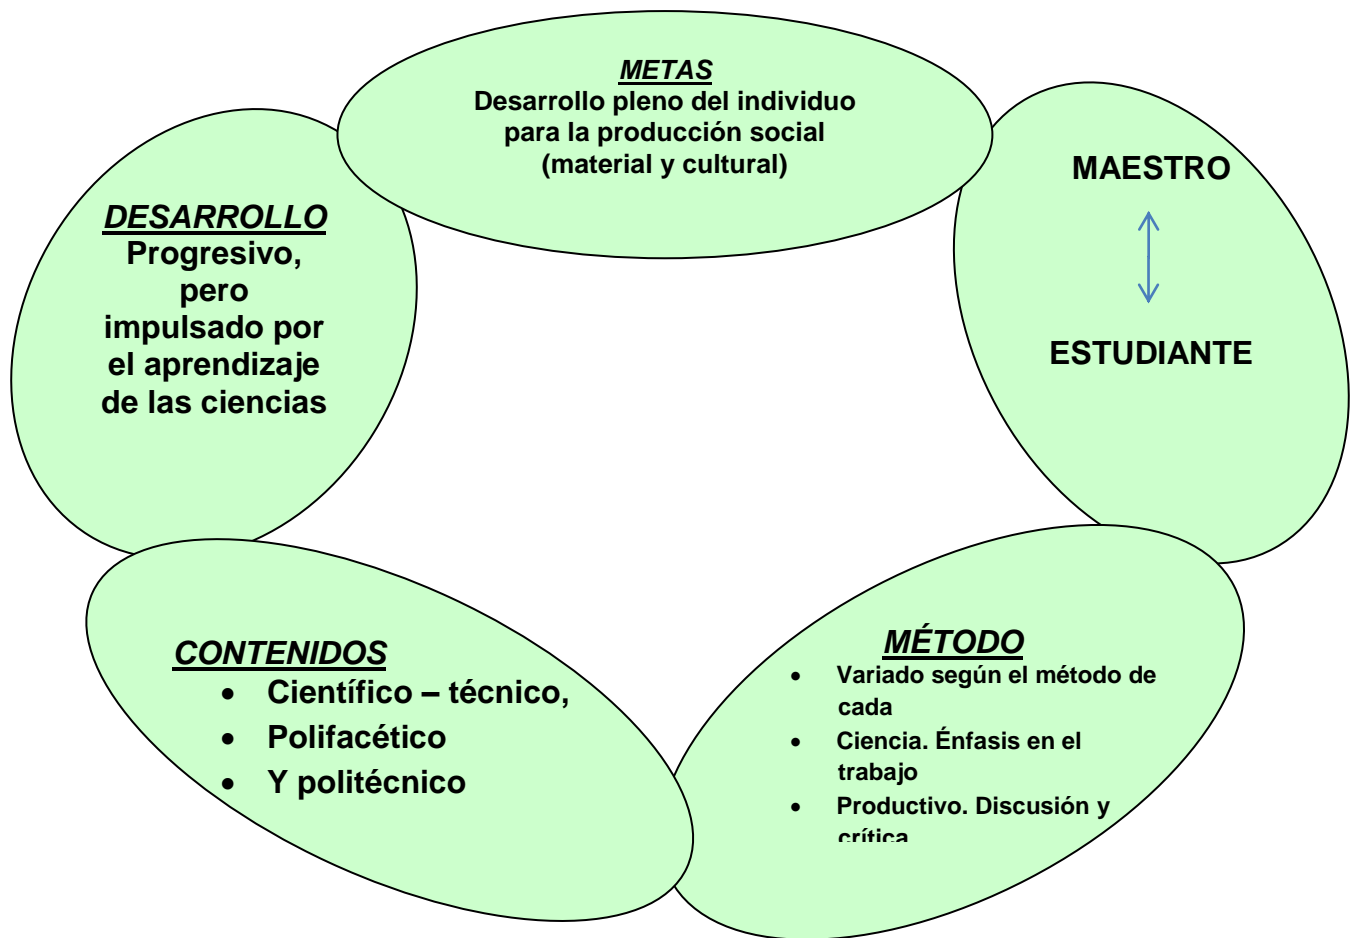 METAS
Desarrollo pleno del individuo
para la producción social
(material y cultural)
MAESTRO
ESTUDIANTE
DESARROLLO
Progresivo,
pero
impulsado por
el aprendizaje
de las ciencias
CONTENIDOS
• Científico – técnico,
• Polifacético
• Y politécnico
MÉTODO
• Variado según el método de
cada
• Ciencia. Énfasis en el
trabajo
• Productivo. Discusión y
crítica